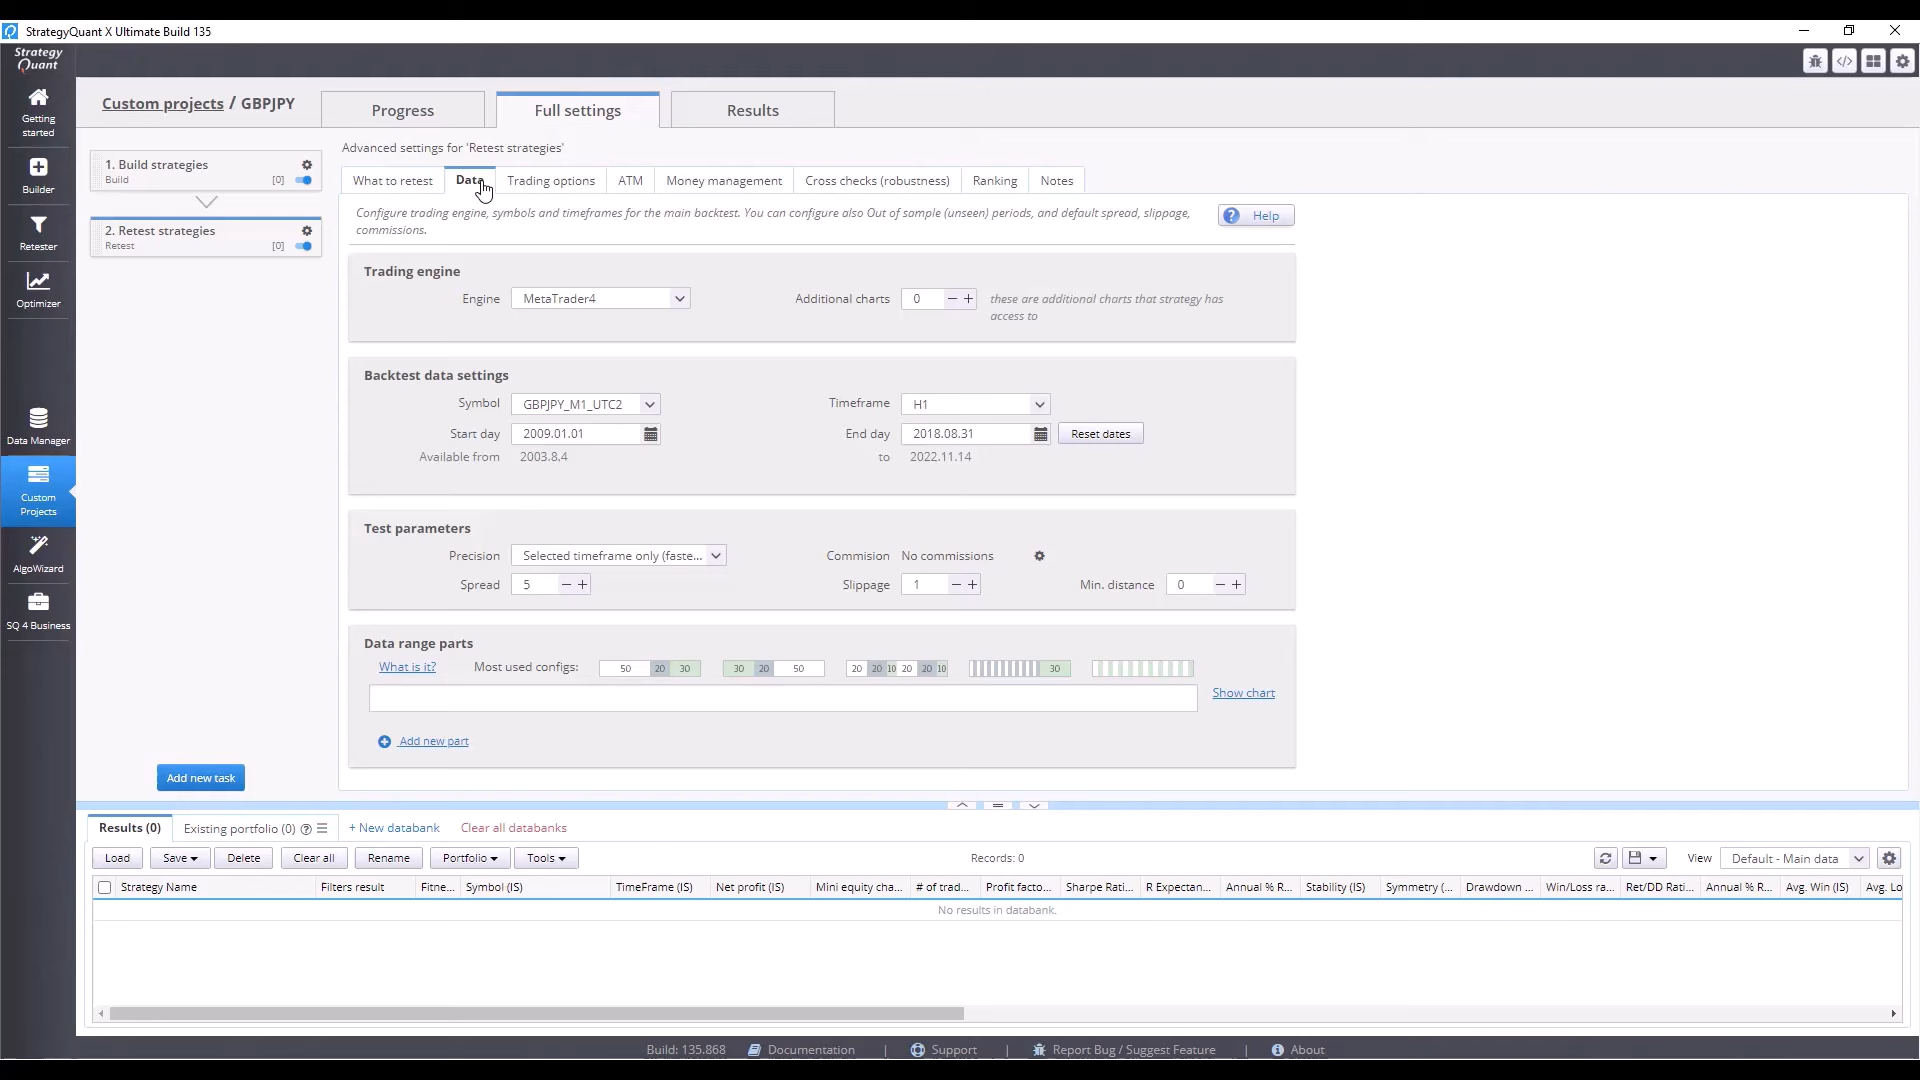 StrategyQuant X Ultimate Build 135
Strategy
Quant
Getting
started
Builder
Retester
Optimizer
Data Manager
Custom
Projects
AlgoWizard
SQ 4 Business
Custom projects / GBPJPY
Progress
Full settings
Results
1. Build strategies
Build
[0]
2. Retest strategies
Retest
[0]
Add new task
Advanced settings for 'Retest strategies'
What to retest
Data
Trading options
ATM
Money management
Cross checks (robustness)
Ranking
Notes
Configure trading engine, symbols and timeframes for the main backtest. You can configure also Out of sample (unseen) periods, and default spread, slippage,
commissions.
? Help
Trading engine
Engine MetaTrader4
Additional charts 0 − +
these are additional charts that strategy has
access to
Backtest data settings
Symbol GBPJPY_M1_UTC2
Timeframe H1
Start day 2009.01.01
End day 2018.08.31
Reset dates
Available from 2003.8.4
to 2022.11.14
Test parameters
Precision Selected timeframe only (faste...
Commision No commissions
Spread 5 − +
Slippage 1 − +
Min. distance 0 − +
Data range parts
What is it?
Most used configs:
50 20 30
30 20 50
20 20 10 20 20 10
30
Show chart
Add new part
Results (0)
Existing portfolio (0) ?
+ New databank
Clear all databanks
Load
Save
Delete
Clear all
Rename
Portfolio
Tools
Records: 0
View Default - Main data
Strategy Name
Filters result
Fitne...
Symbol (IS)
TimeFrame (IS)
Net profit (IS)
Mini equity cha...
# of trad...
Profit facto...
Sharpe Rati...
R Expectan...
Annual % R...
Stability (IS)
Symmetry (...
Drawdown ...
Win/Loss ra...
Ret/DD Rati...
Annual % R...
Avg. Win (IS)
Avg. Lo
No results in databank.
Build: 135.868
Documentation
|
Support
|
Report Bug / Suggest Feature
|
About